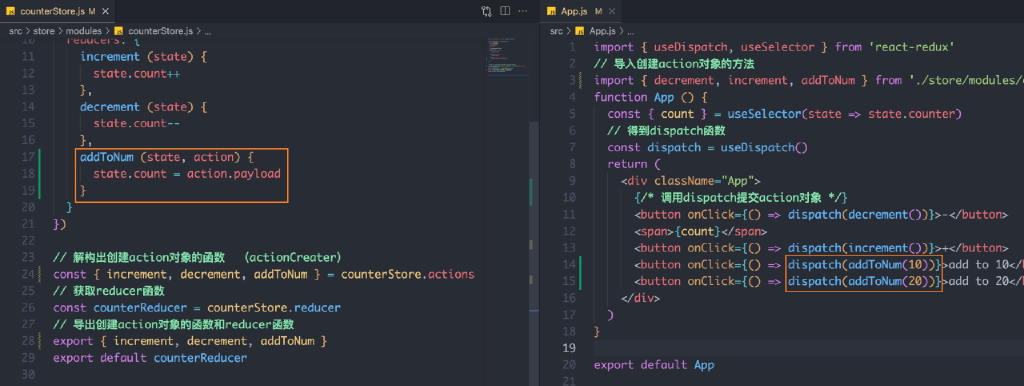 counterStore.js M
src > store > modules > counterStore.js > ...
10 reducers: {
11 increment (state) {
12 state.count++
13 },
14 decrement (state) {
15 state.count--
16 },
17 addToNum (state, action) {
18 state.count = action.payload
19 }
20 }
21 })
22
23 // 解构出创建action对象的函数 （actionCreater）
24 const { increment, decrement, addToNum } = counterStore.actions
25 // 获取reducer函数
26 const counterReducer = counterStore.reducer
27 // 导出创建action对象的函数和reducer函数
28 export { increment, decrement, addToNum }
29 export default counterReducer
30
App.js M
src > App.js > ...
1 import { useDispatch, useSelector } from 'react-redux'
2 // 导入创建action对象的方法
3 import { decrement, increment, addToNum } from './store/modules/
4 function App () {
5 const { count } = useSelector(state => state.counter)
6 // 得到dispatch函数
7 const dispatch = useDispatch()
8 return (
9 <div className="App">
10 {/* 调用dispatch提交action对象 */}
11 <button onClick={() => dispatch(decrement())}>-</button>
12 <span>{count}</span>
13 <button onClick={() => dispatch(increment())}>+</button>
14 <button onClick={() => dispatch(addToNum(10))}>add to 10</
15 <button onClick={() => dispatch(addToNum(20))}>add to 20</
16 </div>
17 )
18 }
19
20 export default App
21